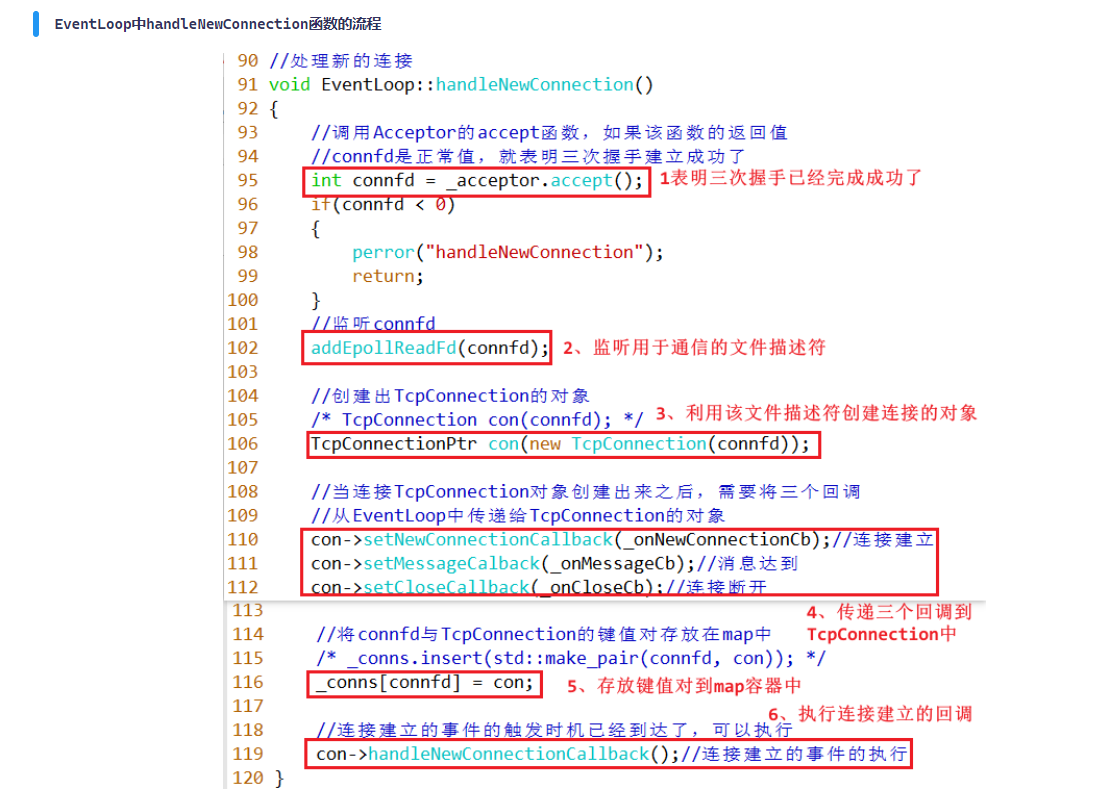 EventLoop中handleNewConnection函数的流程
90 //处理新的连接
91 void EventLoop::handleNewConnection()
92 {
93 //调用Acceptor的accept函数，如果该函数的返回值
94 //connfd是正常值，就表明三次握手建立成功了
95 int connfd = _acceptor.accept(); 1表明三次握手已经完成成功了
96 if(connfd < 0)
97 {
98 perror("handleNewConnection");
99 return;
100 }
101 //监听connfd
102 addEpollReadFd(connfd); 2、监听用于通信的文件描述符
103
104 //创建出TcpConnection的对象
105 /* TcpConnection con(connfd); */ 3、利用该文件描述符创建连接的对象
106 TcpConnectionPtr con(new TcpConnection(connfd));
107
108 //当连接TcpConnection对象创建出来之后，需要将三个回调
109 //从EventLoop中传递给TcpConnection的对象
110 con->setNewConnectionCallback(_onNewConnectionCb);//连接建立
111 con->setMessageCalback(_onMessageCb);//消息达到
112 con->setCloseCallback(_onCloseCb);//连接断开
113 4、传递三个回调到
114 //将connfd与TcpConnection的键值对存放在map中 TcpConnection中
115 /* _conns.insert(std::make_pair(connfd, con)); */
116 _conns[connfd] = con; 5、存放键值对到map容器中
117 6、执行连接建立的回调
118 //连接建立的事件的触发时机已经到达了，可以执行
119 con->handleNewConnectionCallback();//连接建立的事件的执行
120 }